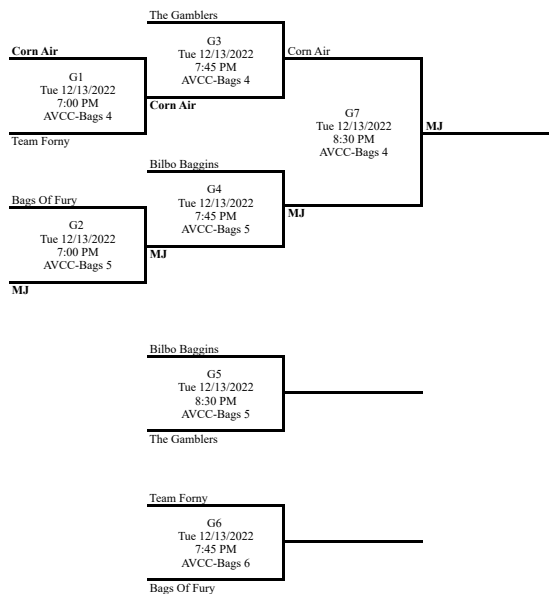 The Gamblers
Corn Air
G3
Tue 12/13/2022
7:45 PM
AVCC-Bags 4
Corn Air
G1
Tue 12/13/2022
7:00 PM
AVCC-Bags 4
Corn Air
Team Forny
G7
Tue 12/13/2022
8:30 PM
AVCC-Bags 4
MJ
Bilbo Baggins
Bags Of Fury
G4
Tue 12/13/2022
7:45 PM
AVCC-Bags 5
MJ
G2
Tue 12/13/2022
7:00 PM
AVCC-Bags 5
MJ
MJ
Bilbo Baggins
G5
Tue 12/13/2022
8:30 PM
AVCC-Bags 5
The Gamblers
Team Forny
G6
Tue 12/13/2022
7:45 PM
AVCC-Bags 6
Bags Of Fury